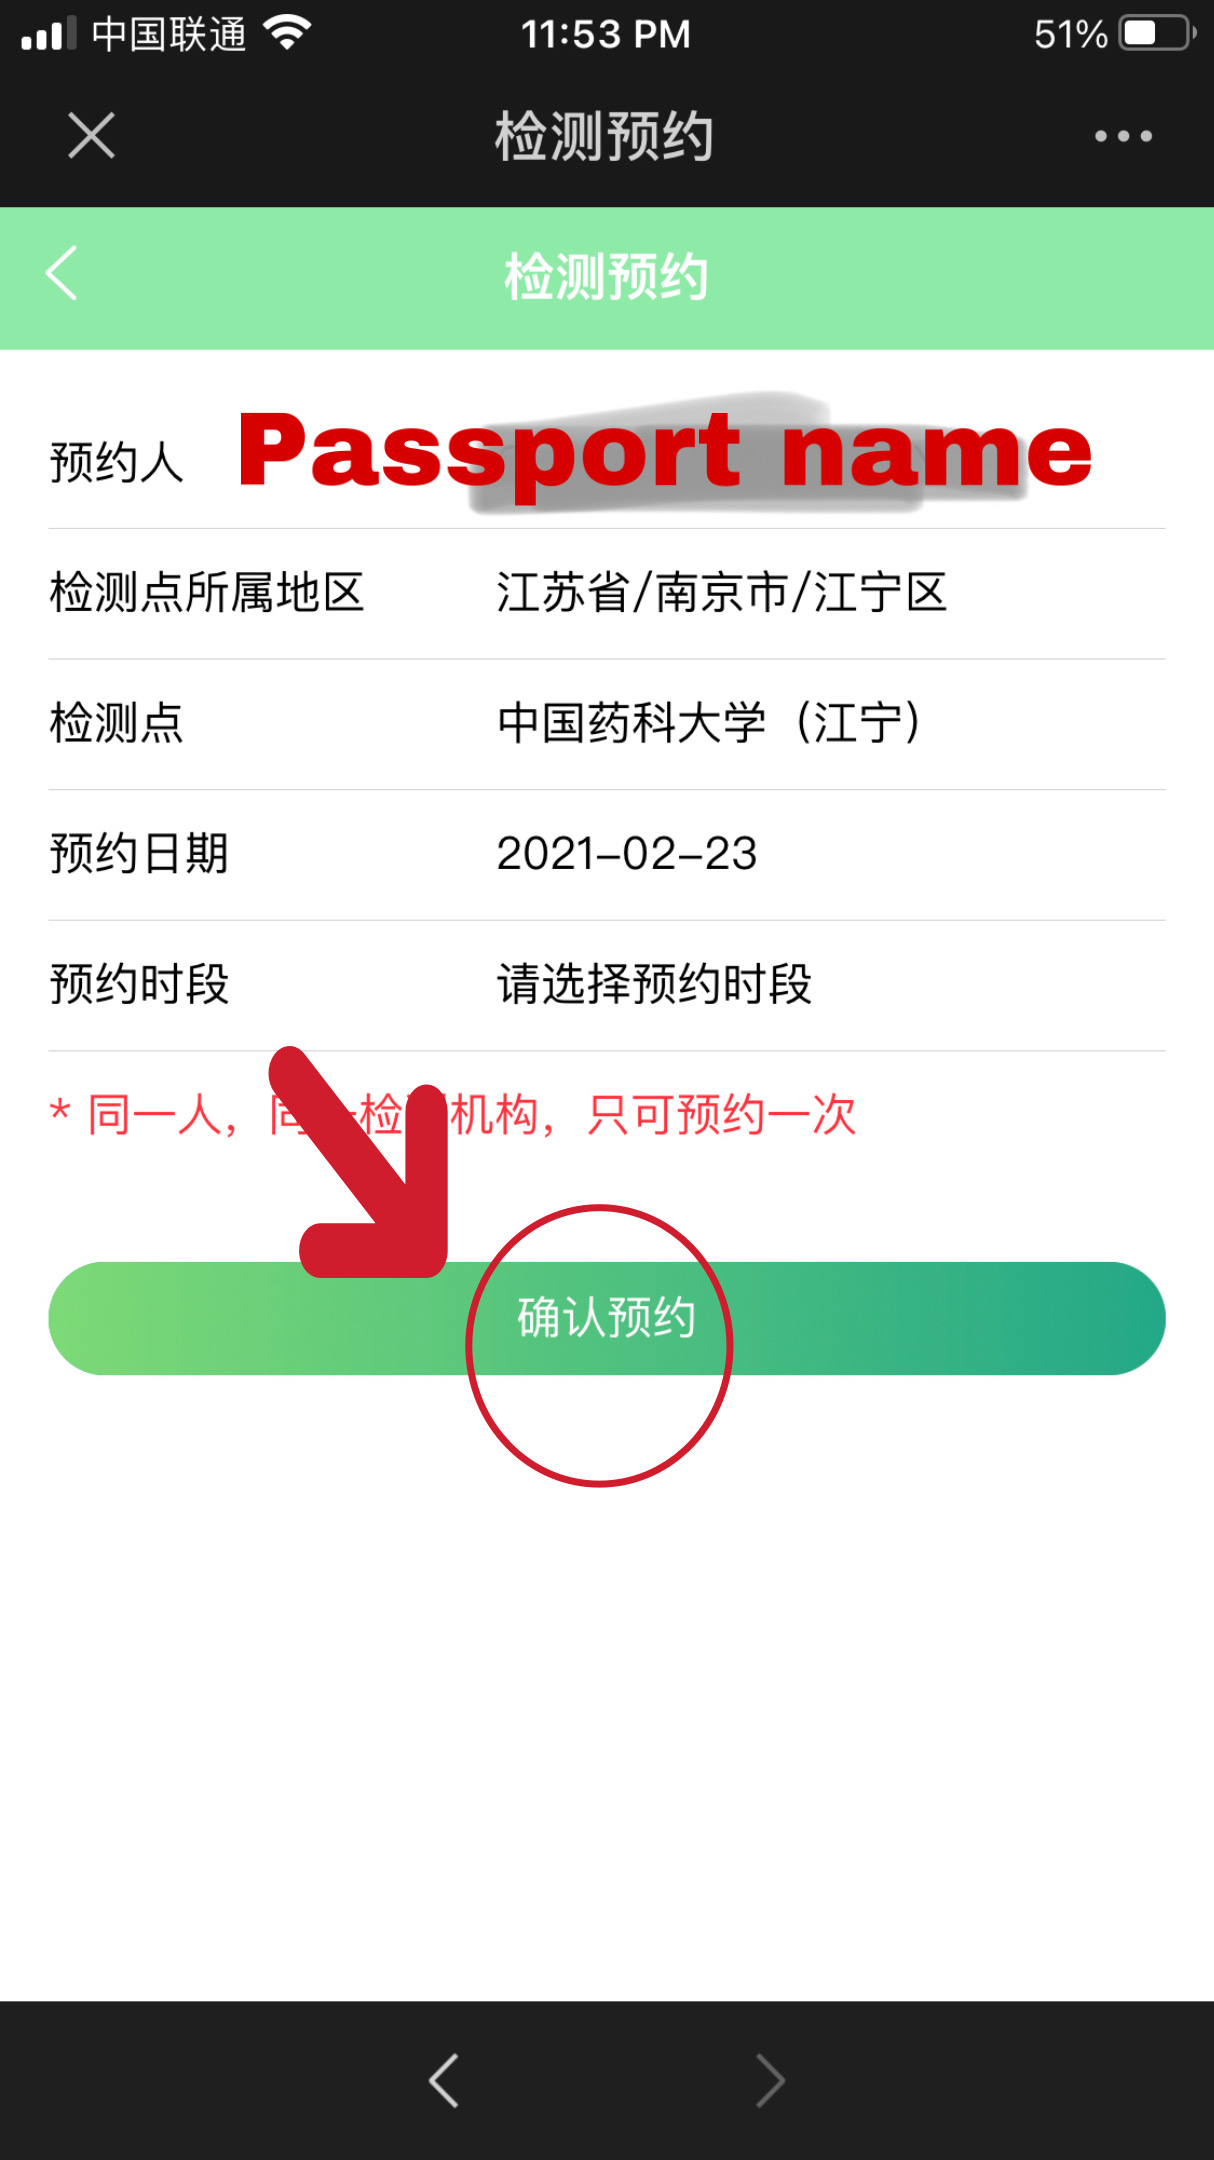 中国联通 11:53 PM 51%
检测预约
检测预约
预约人 Passport name
检测点所属地区 江苏省/南京市/江宁区
检测点 中国药科大学（江宁）
预约日期 2021-02-23
预约时段 请选择预约时段
* 同一人，同一检测机构，只可预约一次
确认预约